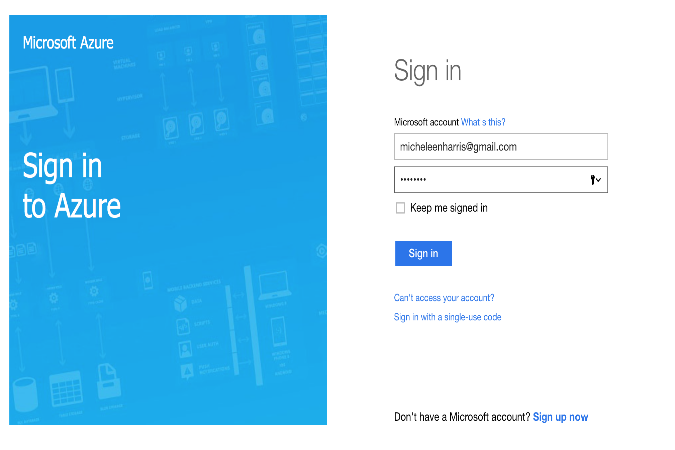 Microsoft Azure
Sign in
to Azure
Sign in
Microsoft account What's this?
micheleenharris@gmail.com
••••••••
Keep me signed in
Sign in
Can't access your account?
Sign in with a single-use code
Don't have a Microsoft account? Sign up now